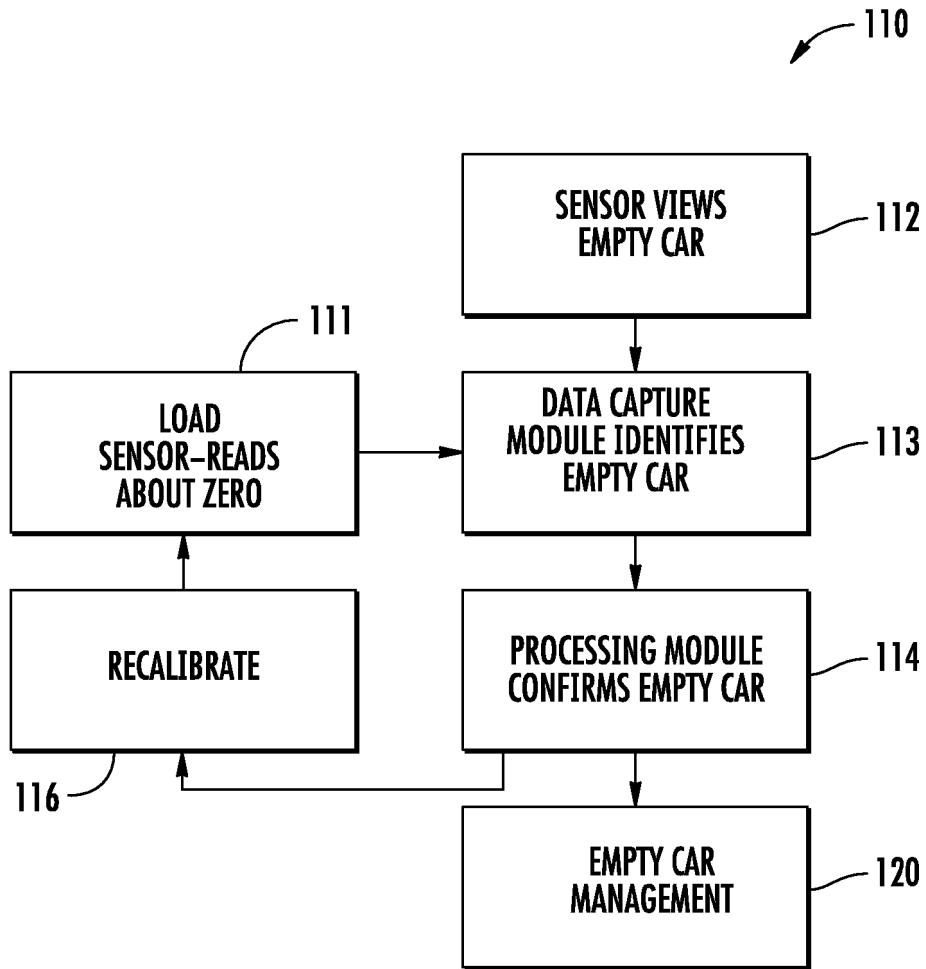 110
SENSOR VIEWS
EMPTY CAR
112
111
LOAD
SENSOR–READS
ABOUT ZERO
DATA CAPTURE
MODULE IDENTIFIES
EMPTY CAR
113
RECALIBRATE
116
PROCESSING MODULE
CONFIRMS EMPTY CAR
114
EMPTY CAR
MANAGEMENT
120